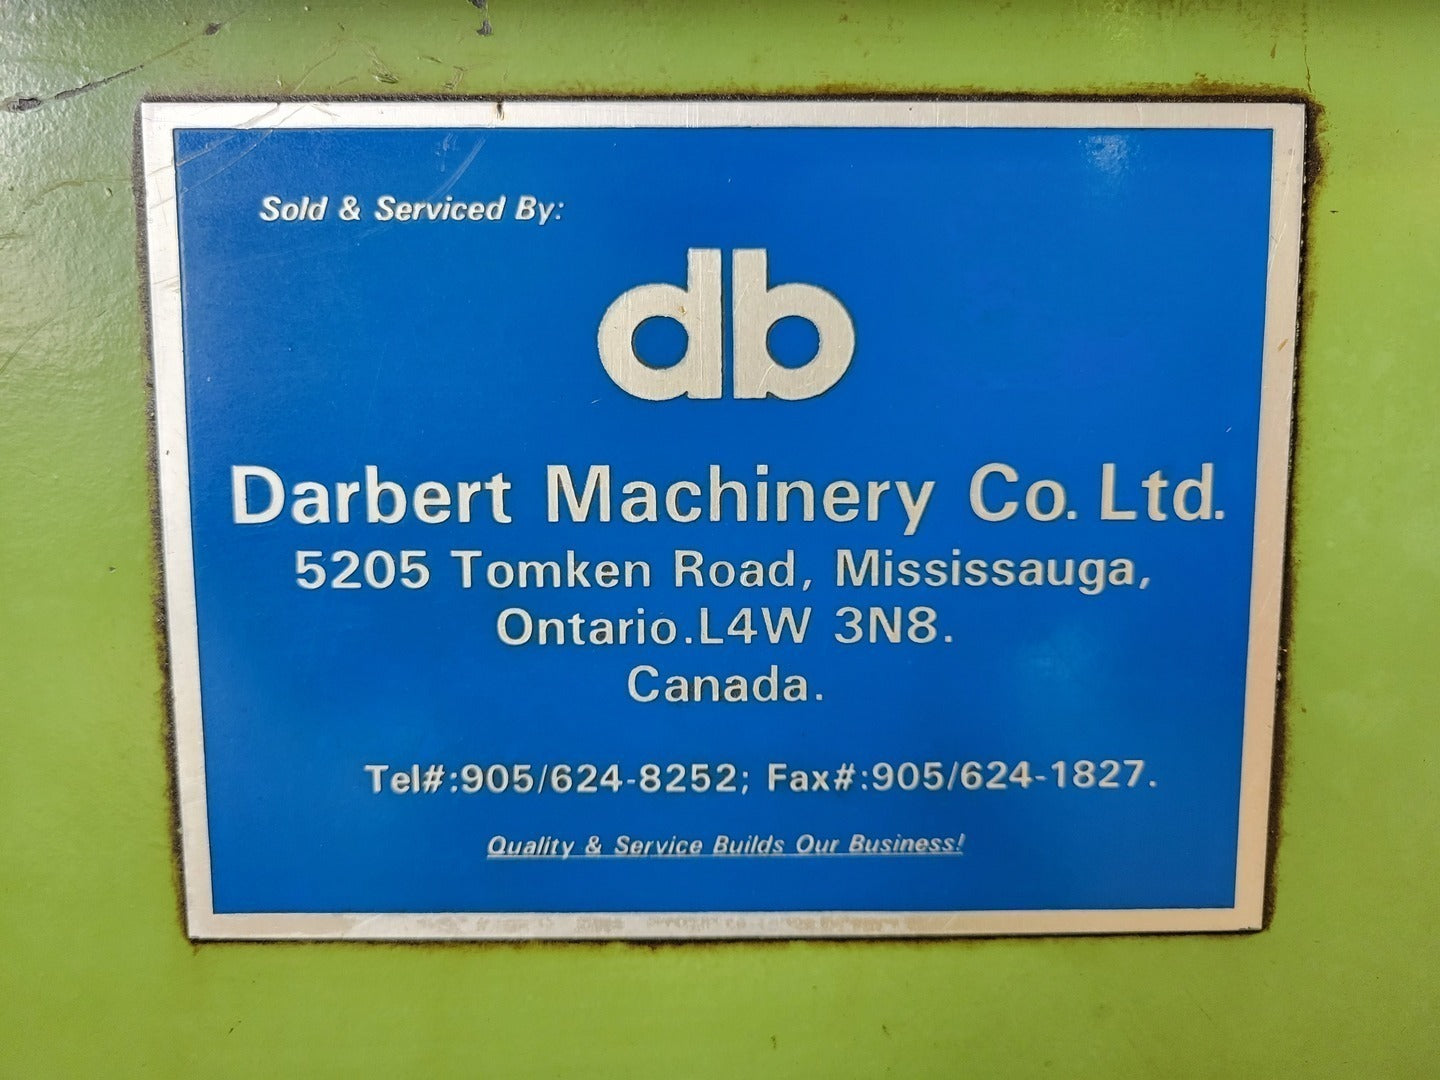 Sold & Serviced By:
db
Darbert Machinery Co. Ltd.
5205 Tomken Road, Mississauga,
Ontario.L4W 3N8.
Canada.
Tel#:905/624-8252; Fax#:905/624-1827.
Quality & Service Builds Our Business!